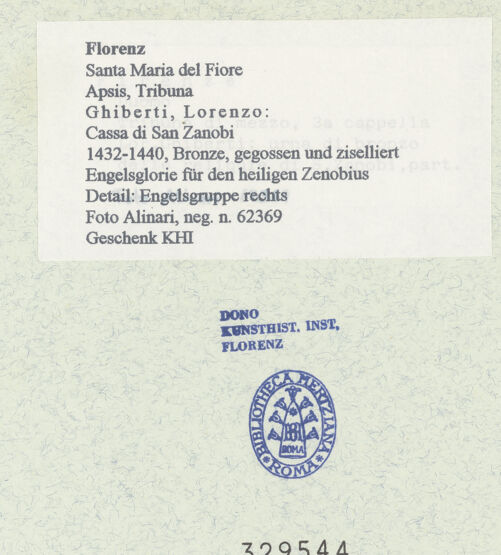 Florenz
Santa Maria del Fiore
Apsis, Tribuna
Ghiberti, Lorenzo:
Cassa di San Zanobi
1432-1440, Bronze, gegossen und ziselliert
Engelsglorie für den heiligen Zenobius
Detail: Engelsgruppe rechts
Foto Alinari, neg. n. 62369
Geschenk KHI
DONO
KUNSTHIST. INST,
FLORENZ
BIBLIOTHECA HERTZIANA
BH
ROMA
* ROMA *
329544